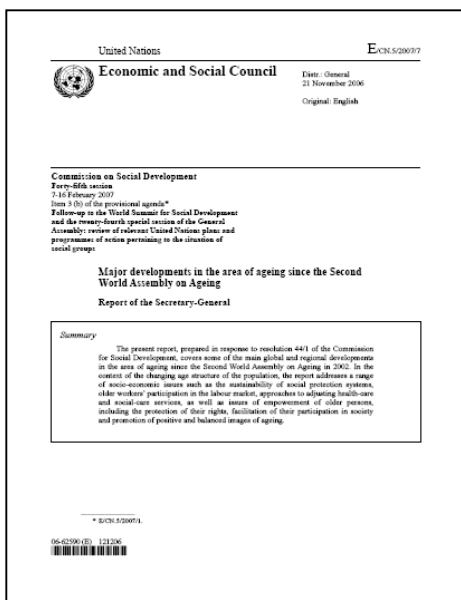 United Nations
E/CN.5/2007/7
Economic and Social Council
Distr.: General
21 November 2006
Original: English
Commission on Social Development
Forty-fifth session
7-16 February 2007
Item 3 (b) of the provisional agenda*
Follow-up to the World Summit for Social Development
and the twenty-fourth special session of the General
Assembly: review of relevant United Nations plans and
programmes of action pertaining to the situation of
social groups
Major developments in the area of ageing since the Second
World Assembly on Ageing
Report of the Secretary-General
Summary
The present report, prepared in response to resolution 44/1 of the Commission
for Social Development, covers some of the main global and regional developments
in the area of ageing since the Second World Assembly on Ageing in 2002. In the
context of the changing age structure of the population, the report addresses a range
of socio-economic issues such as the sustainability of social protection systems,
older workers' participation in the labour market, approaches to adjusting health-care
and social-care services, as well as issues of empowerment of older persons,
including the protection of their rights, facilitation of their participation in society
and promotion of positive and balanced images of ageing.
* E/CN.5/2007/1.
06-62590 (E) 121206